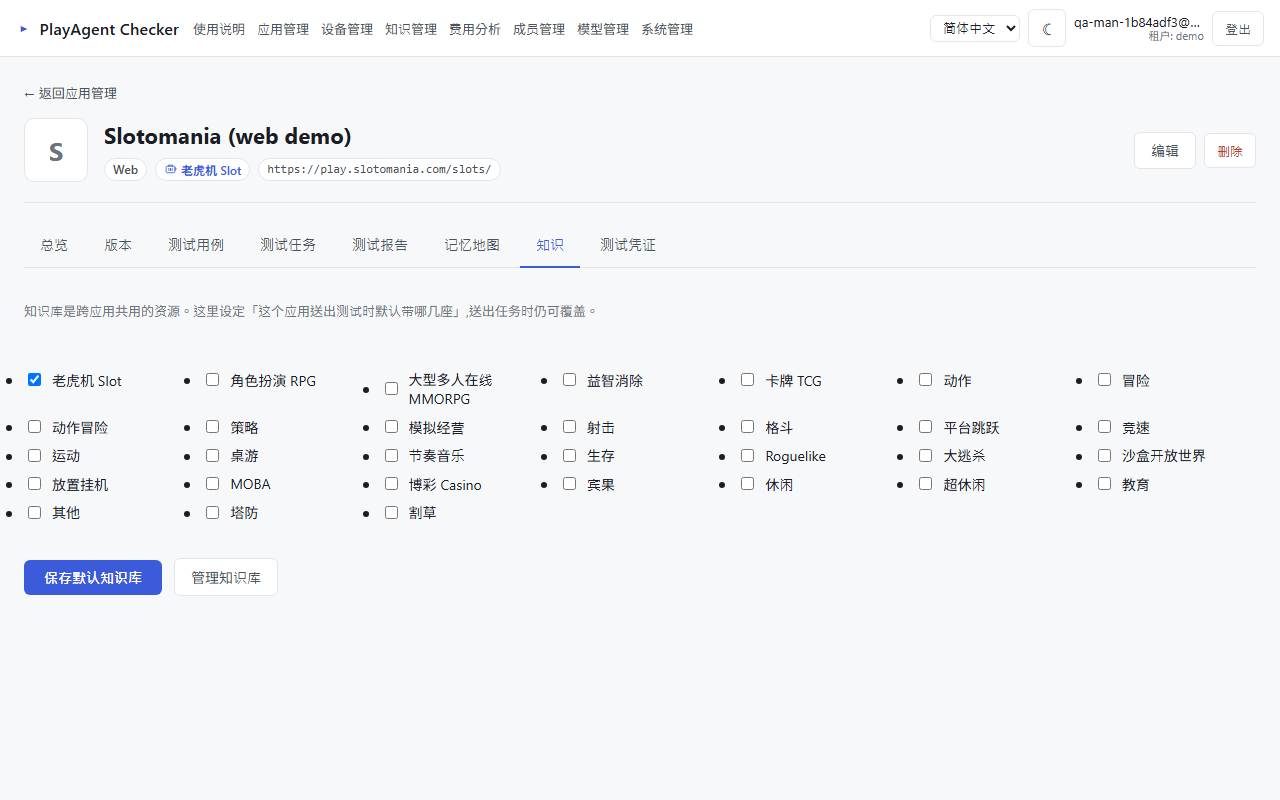 PlayAgent Checker 使用说明 应用管理 设备管理 知识管理 费用分析 成员管理 模型管理 系统管理 简体中文 qa-man-1b84adf3@... 登出
租户: demo
← 返回应用管理
S
Slotomania (web demo)
Web 老虎机 Slot https://play.slotomania.com/slots/
编辑 删除
总览 版本 测试用例 测试任务 测试报告 记忆地图 知识 测试凭证
知识库是跨应用共用的资源。这里设定「这个应用送出测试时默认带哪几座」,送出任务时仍可覆盖。
老虎机 Slot 角色扮演 RPG 大型多人在线 MMORPG 益智消除 卡牌 TCG 动作 冒险
动作冒险 策略 模拟经营 射击 格斗 平台跳跃 竞速
运动 桌游 节奏音乐 生存 Roguelike 大逃杀 沙盒开放世界
放置挂机 MOBA 博彩 Casino 宾果 休闲 超休闲 教育
其他 塔防 割草
保存默认知识库 管理知识库